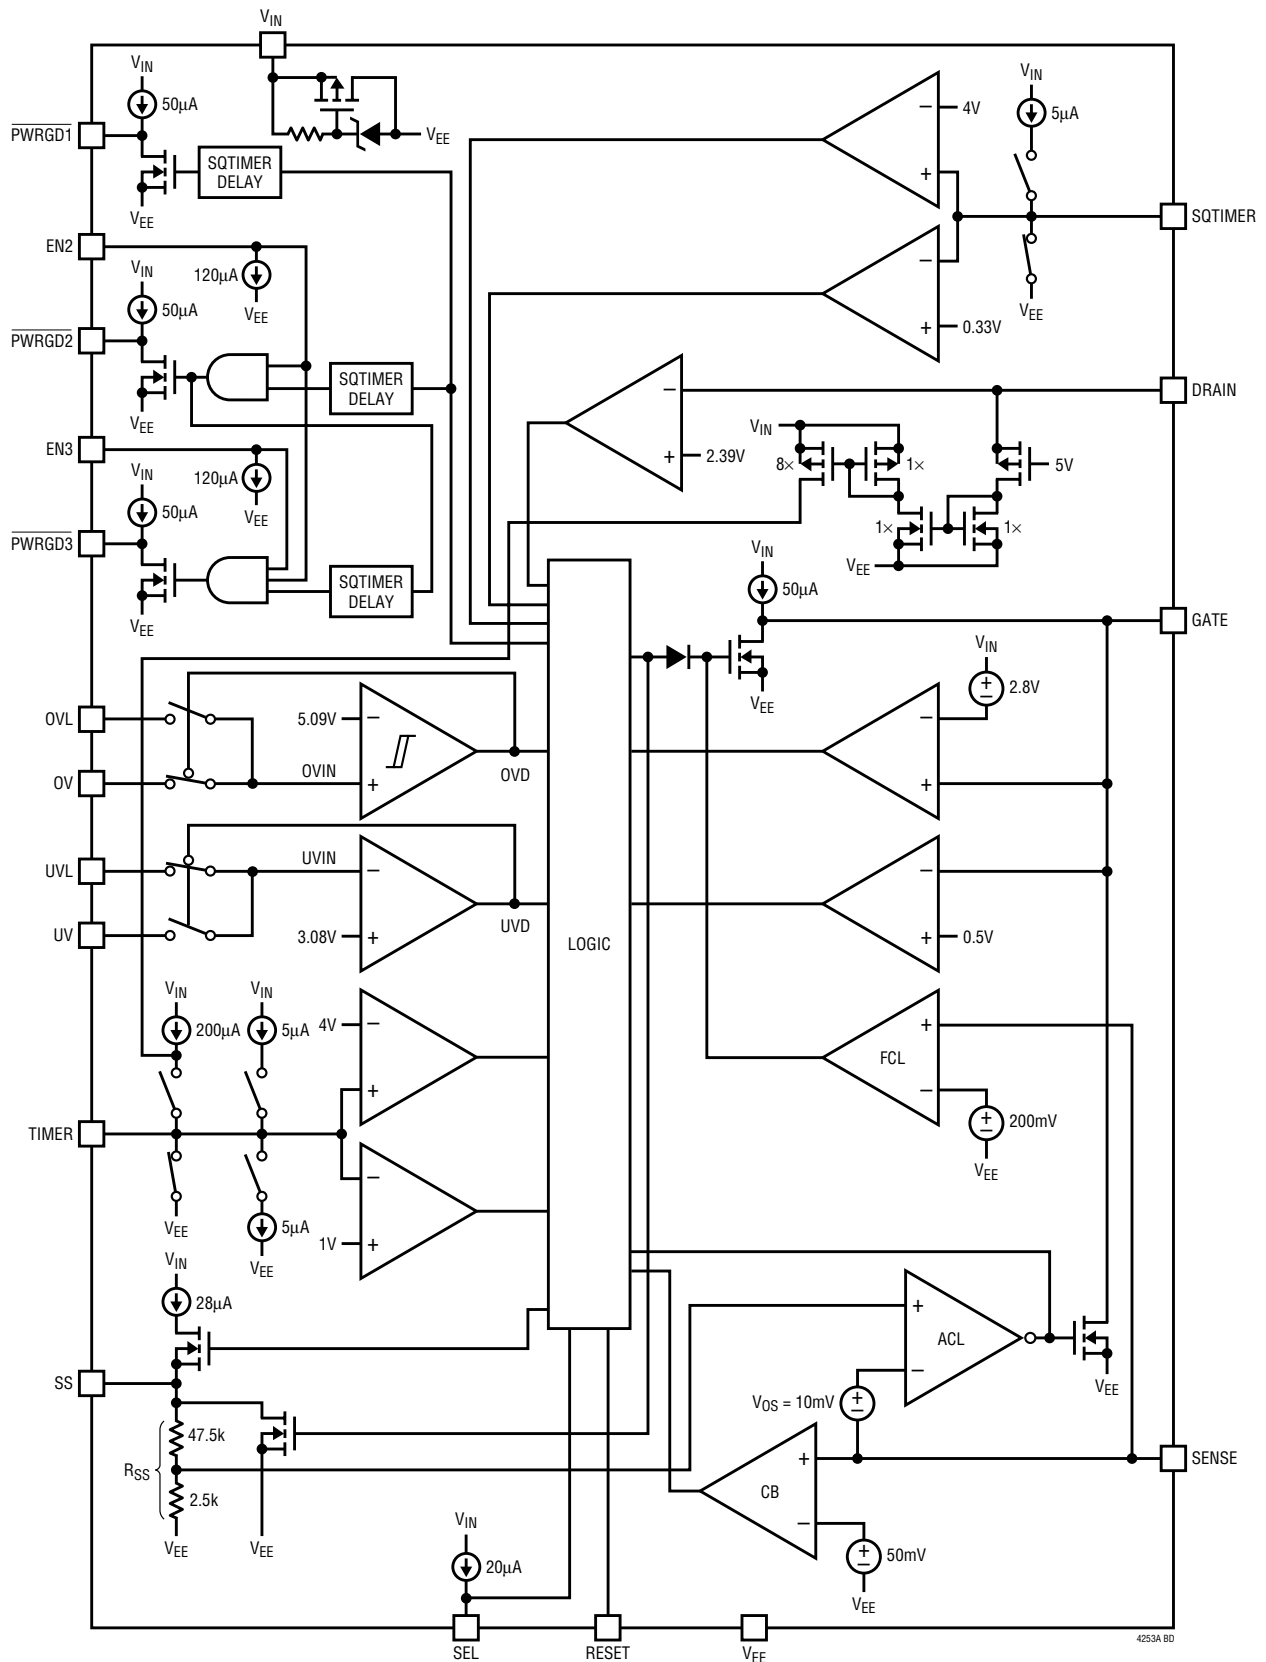 VIN
VIN
50µA
PWRGD1
SQTIMER
DELAY
VEE
VEE
4V
−
+
VIN
5µA
SQTIMER
VEE
−
+
0.33V
EN2
120µA
VEE
VIN
50µA
PWRGD2
SQTIMER
DELAY
VEE
DRAIN
−
+
2.39V
VIN
8×
1×
5V
1×
1×
VEE
EN3
120µA
VEE
VIN
50µA
PWRGD3
SQTIMER
DELAY
VEE
VIN
50µA
GATE
VEE
VIN
+
−
2.8V
OVL
5.09V
−
OV
OVIN
+
OVD
−
+
UVL
UVIN
−
UV
3.08V
+
UVD
LOGIC
−
+
0.5V
VIN
200µA
VIN
5µA
4V
−
+
FCL
+
−
+
−
200mV
VEE
TIMER
−
1V
+
VEE
5µA
VEE
VIN
28µA
SS
47.5k
RSS
2.5k
VEE
VEE
+
ACL
−
VOS = 10mV
+
−
VEE
SENSE
+
CB
−
+
−
50mV
VEE
VIN
20µA
SEL
RESET
VEE
4253A BD